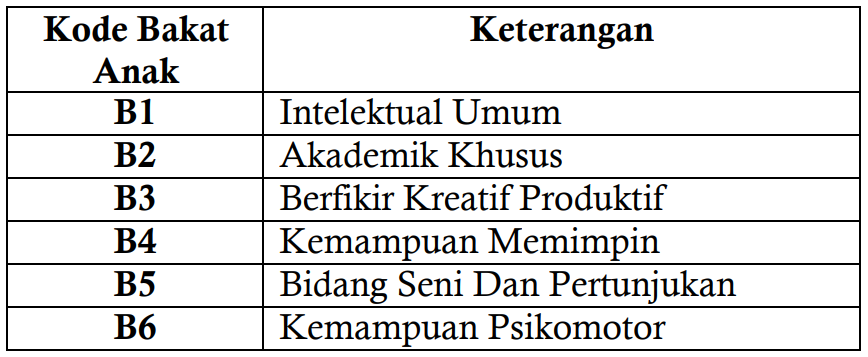 Kode Bakat Keterangan
Anak
B1 Intelektual Umum
B2 Akademik Khusus
B3 Berfikir Kreatif Produktif
B4 Kemampuan Memimpin
B5 Bidang Seni Dan Pertunjukan
B6 Kemampuan Psikomotor